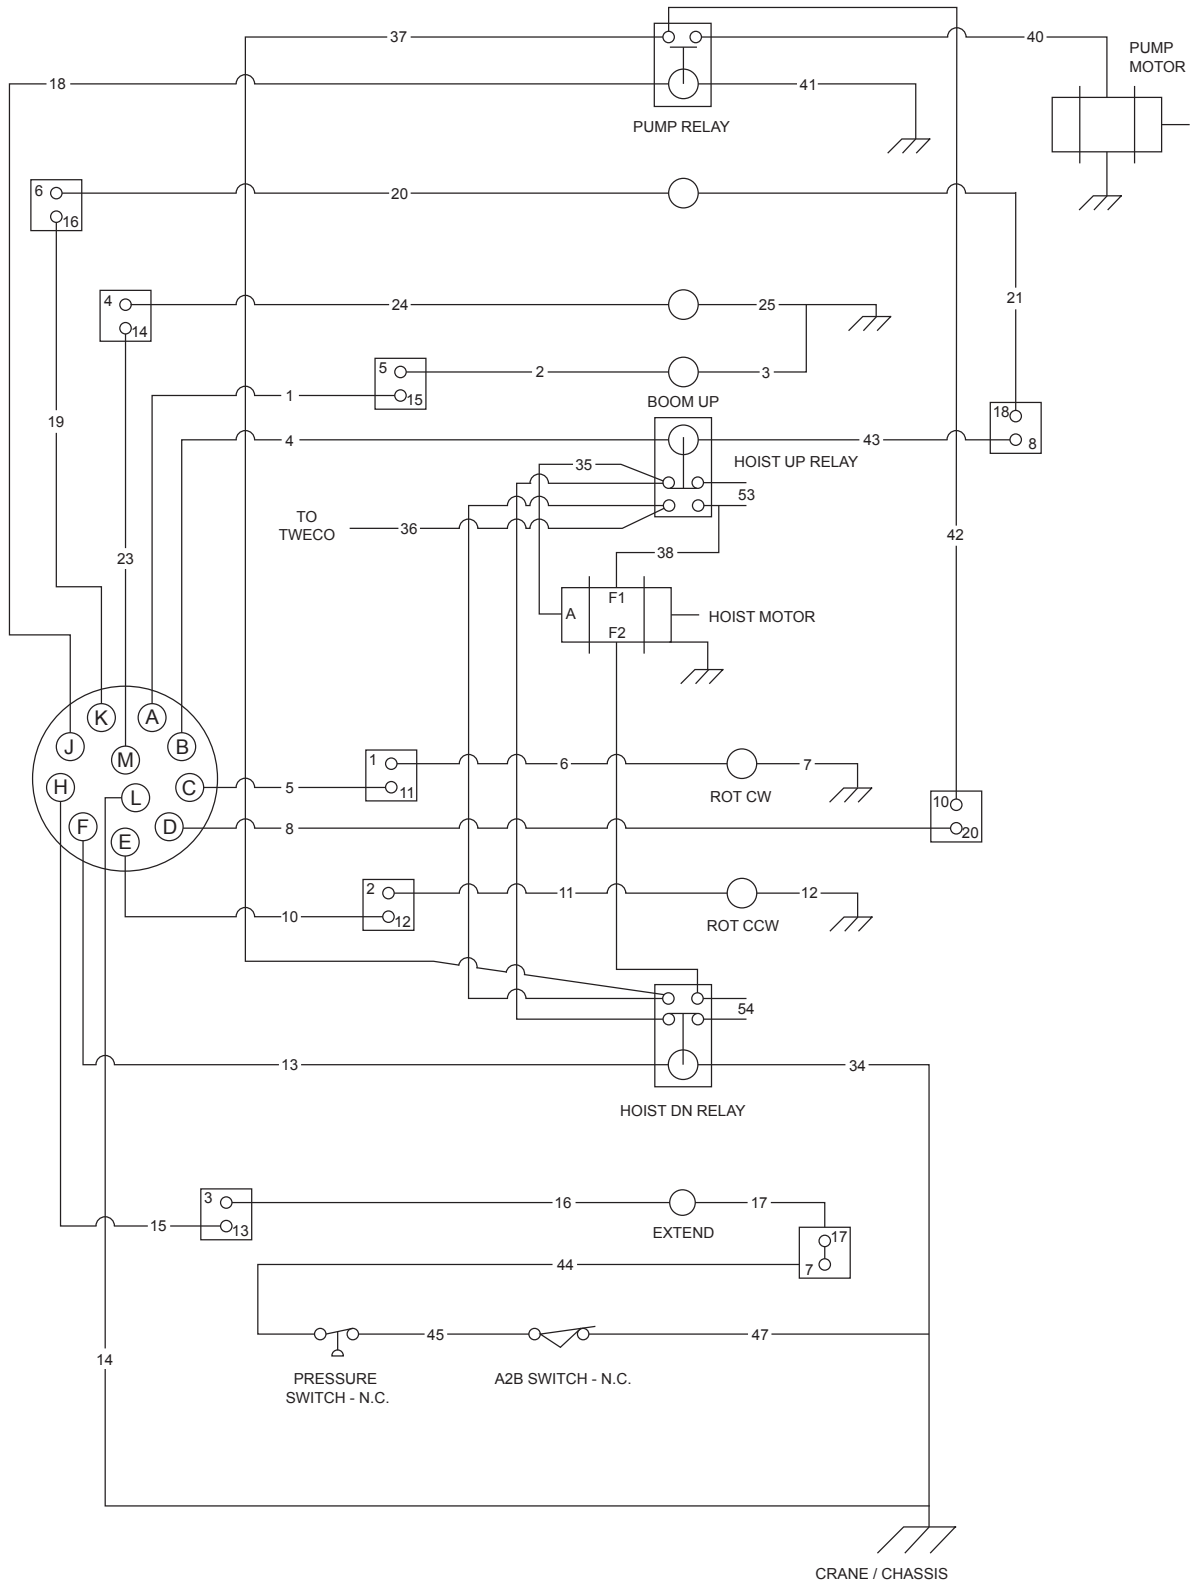 37
40
PUMP
MOTOR
18
41
PUMP RELAY
6
16
20
21
4
14
24
25
5
15
2
3
1
BOOM UP
18
8
4
43
HOIST UP RELAY
35
53
TO
TWECO
36
19
38
42
23
F1
A
HOIST MOTOR
F2
K
A
J
B
M
H
C
L
F
D
E
1
11
5
6
7
ROT CW
10
20
8
2
12
10
11
12
ROT CCW
54
13
34
HOIST DN RELAY
3
13
15
16
17
EXTEND
17
7
44
45
47
14
PRESSURE
SWITCH - N.C.
A2B SWITCH - N.C.
CRANE / CHASSIS